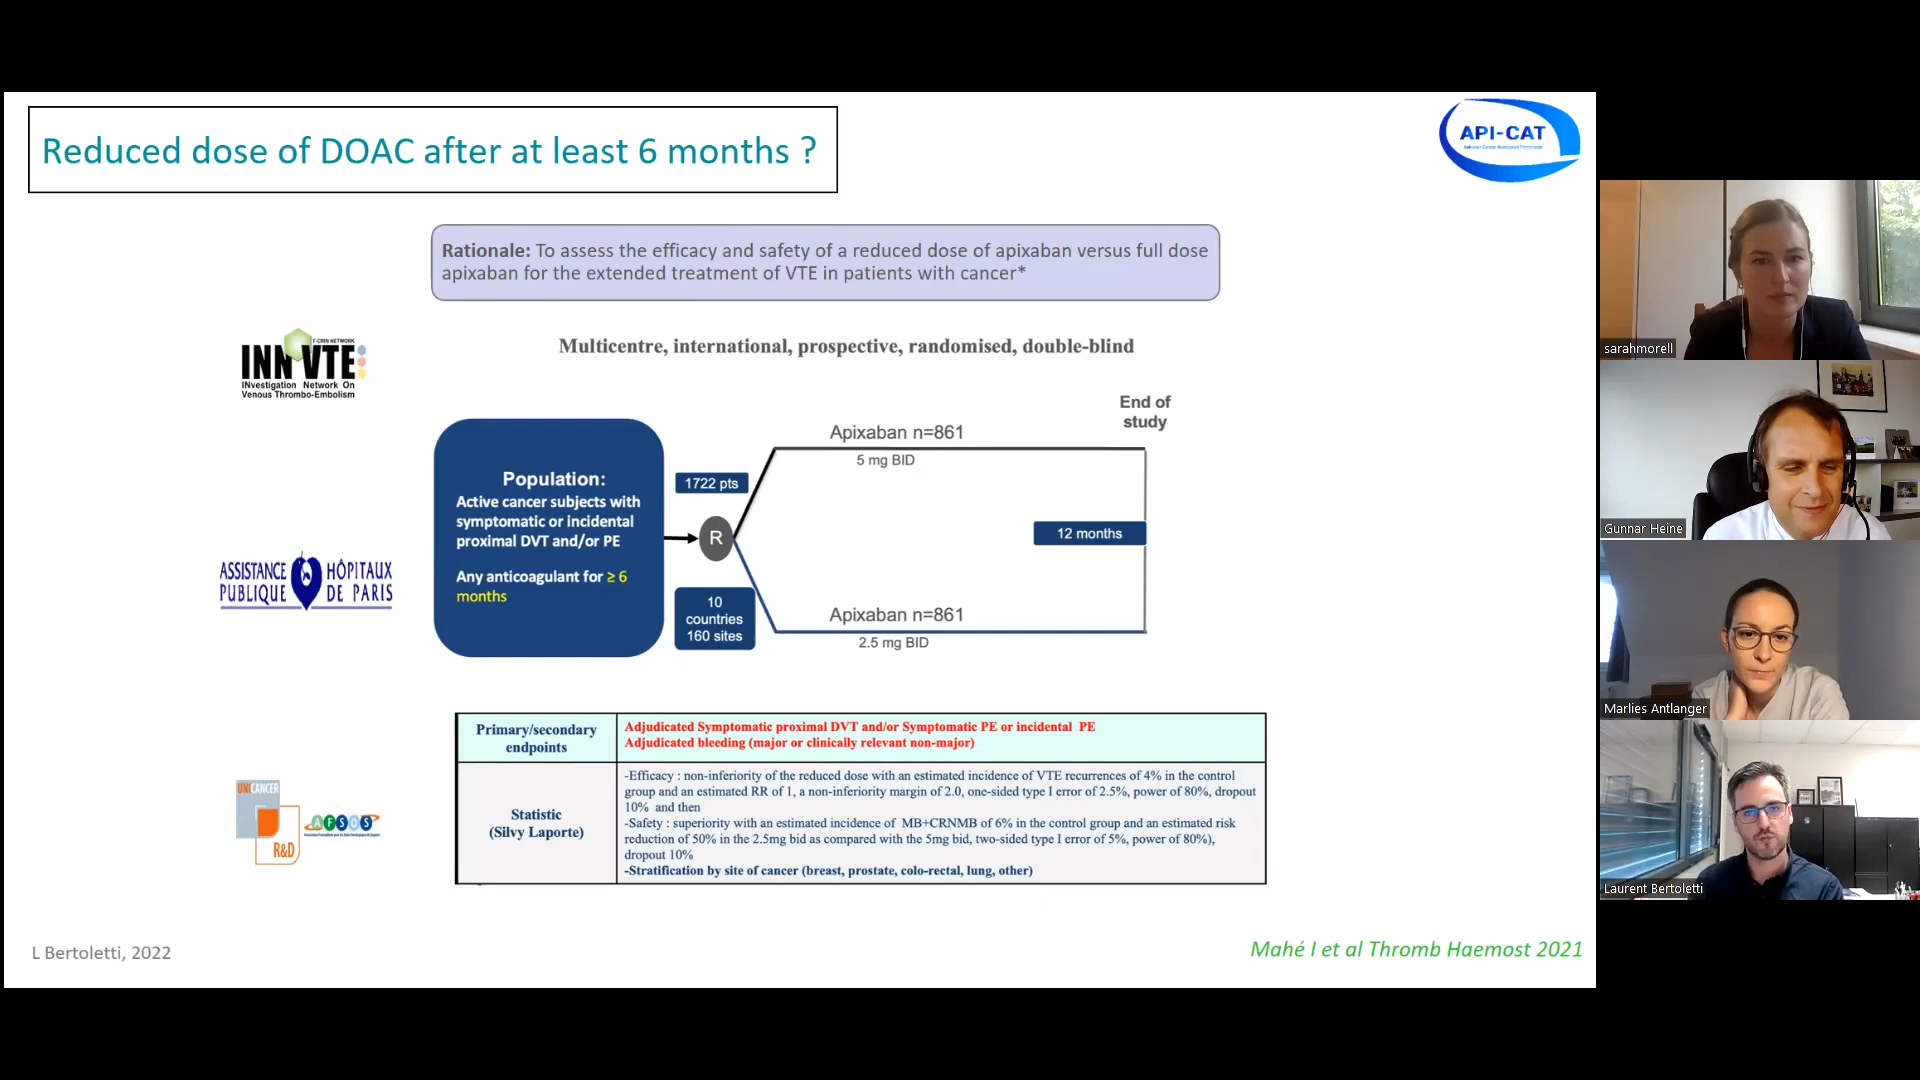 Reduced dose of DOAC after at least 6 months ?
API-CAT
Rationale: To assess the efficacy and safety of a reduced dose of apixaban versus full dose
apixaban for the extended treatment of VTE in patients with cancer*
F-CRIN NETWORK
INNOVTE
INvestigation Network On
Venous Thrombo-Embolism
Multicentre, international, prospective, randomised, double-blind
End of
study
Apixaban n=861
5 mg BID
Population:
Active cancer subjects with
symptomatic or incidental
proximal DVT and/or PE
Any anticoagulant for ≥ 6
months
1722 pts
R
12 months
10
countries
160 sites
Apixaban n=861
2.5 mg BID
ASSISTANCE HÔPITAUX
PUBLIQUE DE PARIS
Primary/secondary
endpoints
Adjudicated Symptomatic proximal DVT and/or Symptomatic PE or incidental PE
Adjudicated bleeding (major or clinically relevant non-major)
Statistic
(Silvy Laporte)
-Efficacy : non-inferiority of the reduced dose with an estimated incidence of VTE recurrences of 4% in the control
group and an estimated RR of 1, a non-inferiority margin of 2.0, one-sided type I error of 2.5%, power of 80%, dropout
10% and then
-Safety : superiority with an estimated incidence of MB+CRNMB of 6% in the control group and an estimated risk
reduction of 50% in the 2.5mg bid as compared with the 5mg bid, two-sided type I error of 5%, power of 80%),
dropout 10%
-Stratification by site of cancer (breast, prostate, colo-rectal, lung, other)
UNICANCER
R&D
AFSOS
L Bertoletti, 2022
Mahé I et al Thromb Haemost 2021
sarahmorell
Gunnar Heine
Marlies Antlanger
Laurent Bertoletti